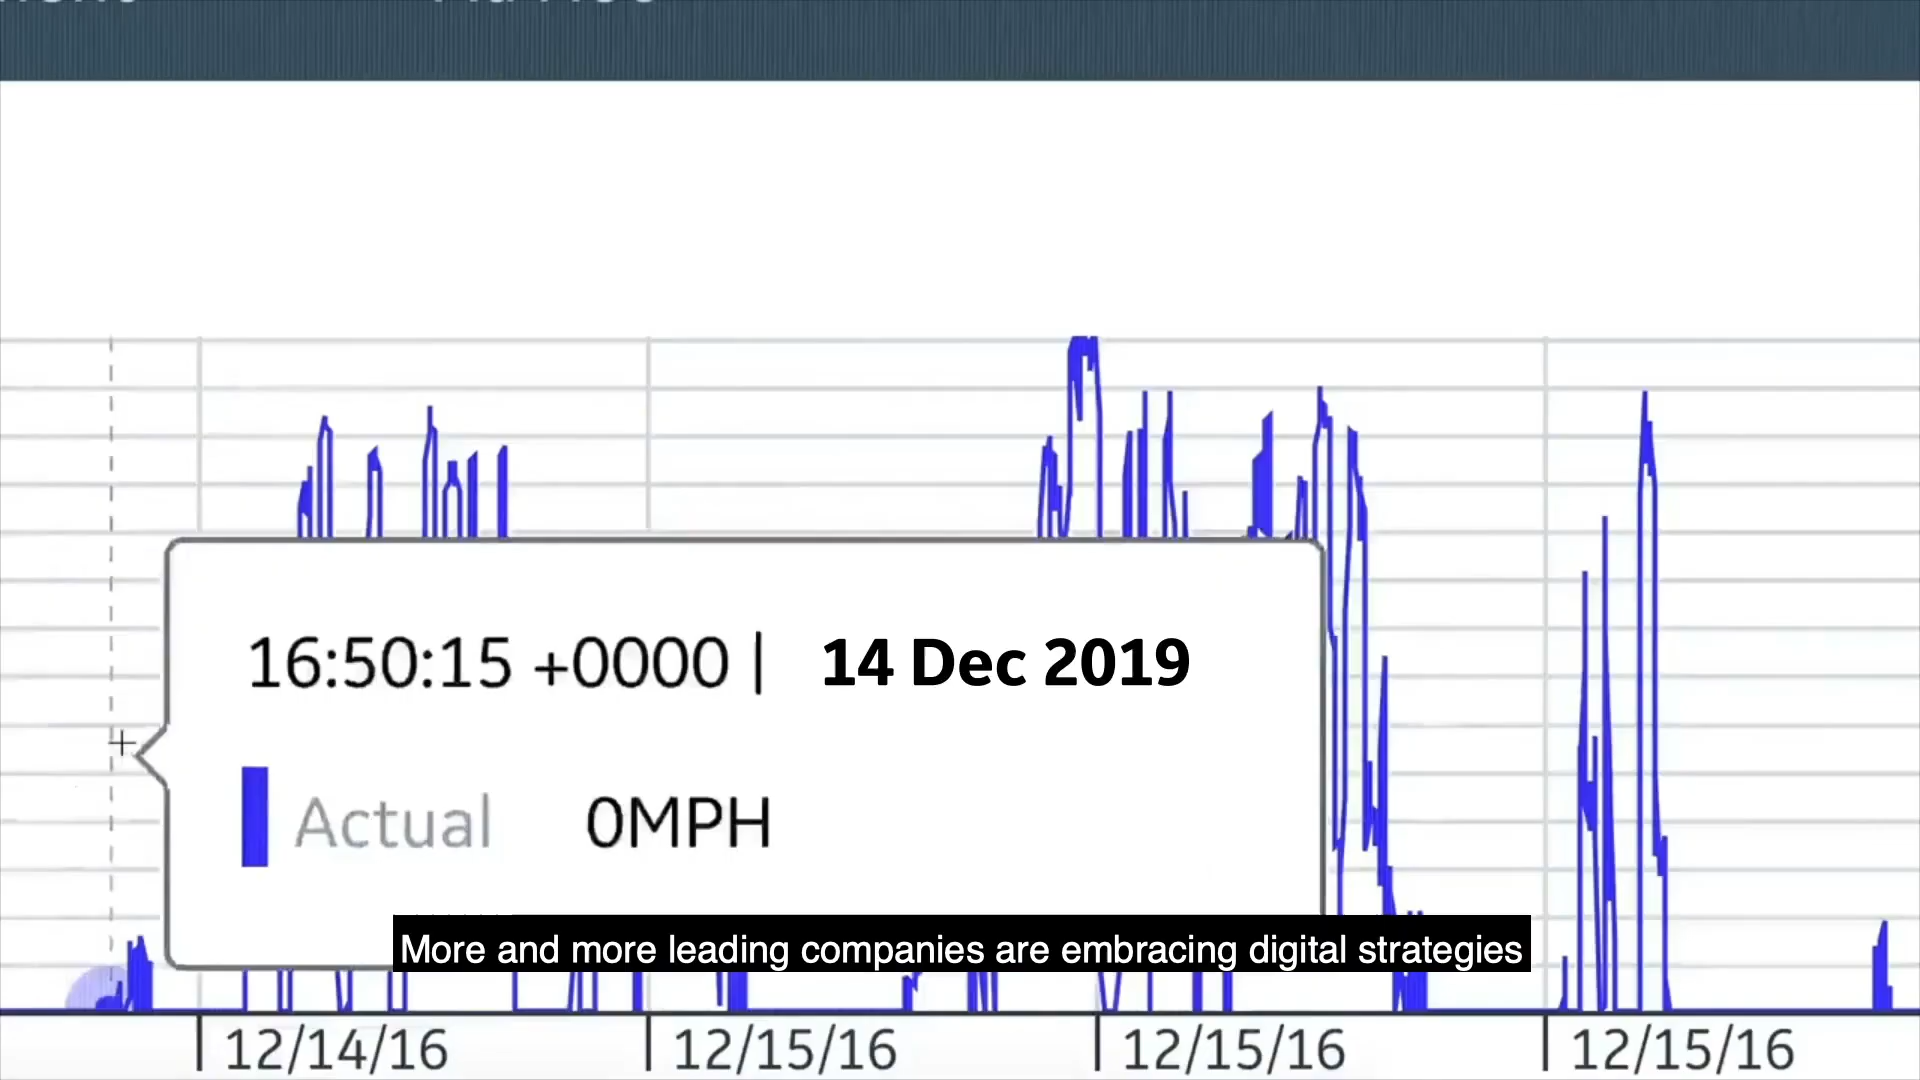 16:50:15 +0000 | 14 Dec 2019
Actual 0MPH
More and more leading companies are embracing digital strategies
12/14/16 12/15/16 12/15/16 12/15/16